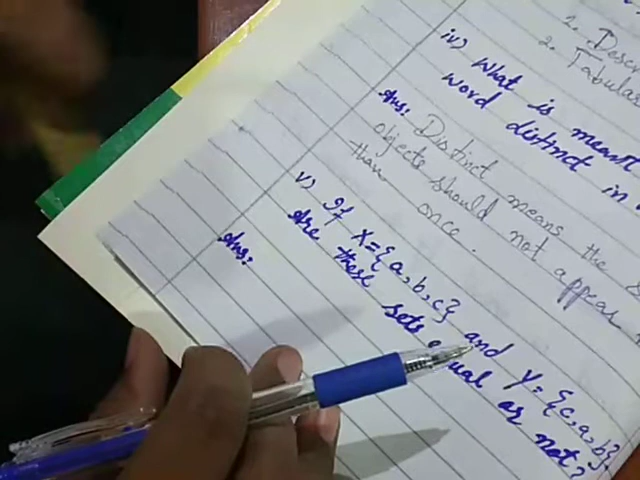 2. Descr
2. Tabula
iv) What is meant
word distinct in
Ans: Distinct means the s
objects should not appear
than once.
v) If X={a,b,c} and Y={c,a,b}
Are these sets equal or not?
Ans: